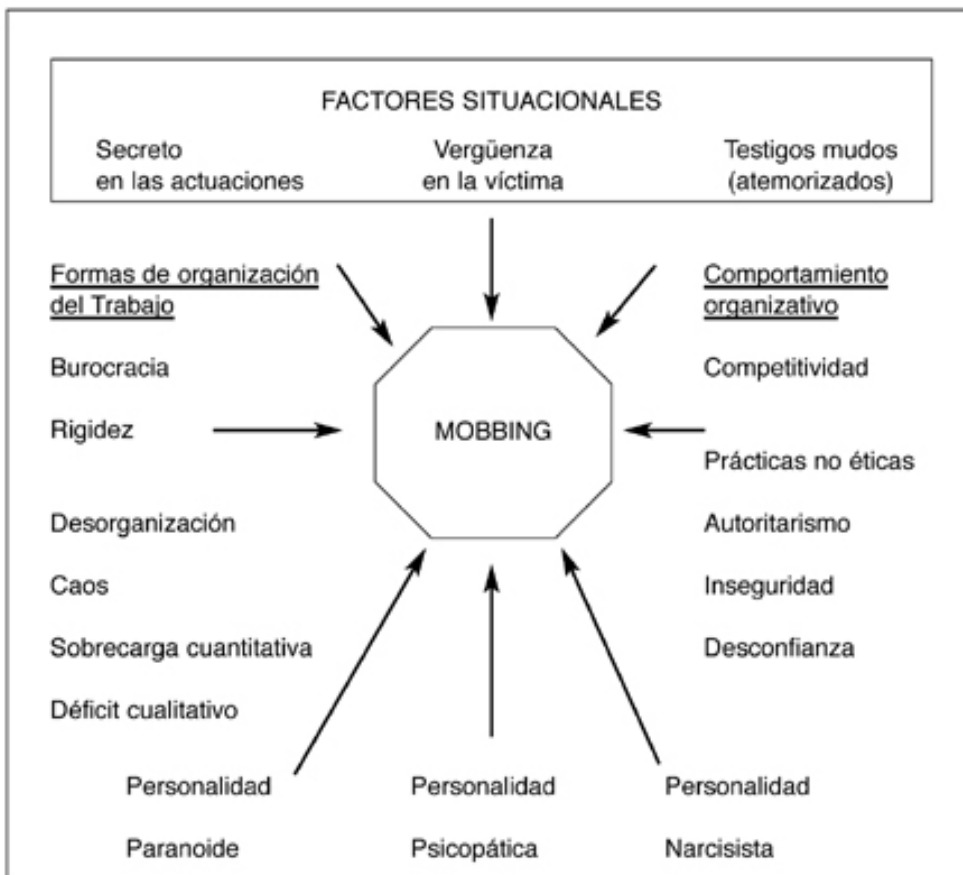 FACTORES SITUACIONALES
Secreto
en las actuaciones
Vergüenza
en la víctima
Testigos mudos
(atemorizados)
Formas de organización
del Trabajo
Burocracia
Rigidez
Desorganización
Caos
Sobrecarga cuantitativa
Déficit cualitativo
MOBBING
Comportamiento
organizativo
Competitividad
Prácticas no éticas
Autoritarismo
Inseguridad
Desconfianza
Personalidad
Paranoide
Personalidad
Psicopática
Personalidad
Narcisista